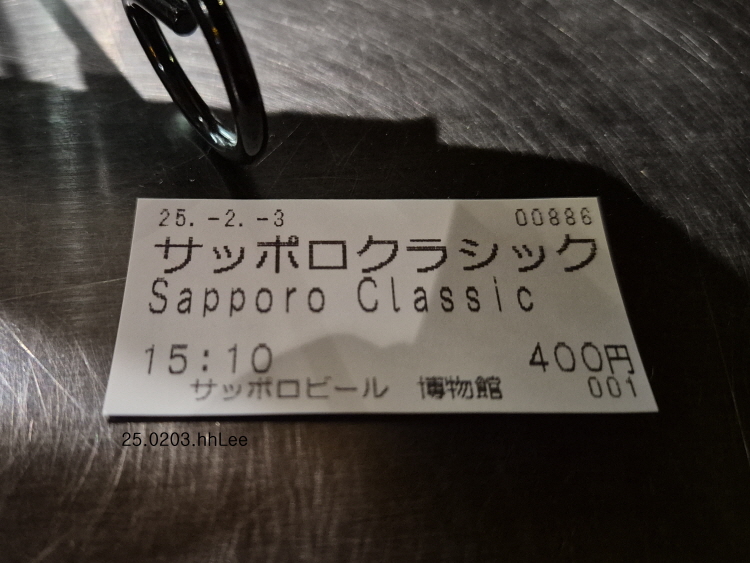 25.-2.-3 00886
サッポロクラシック
Sapporo Classic
15:10 400円
サッポロビール 博物館 001
25.0203.hhLee